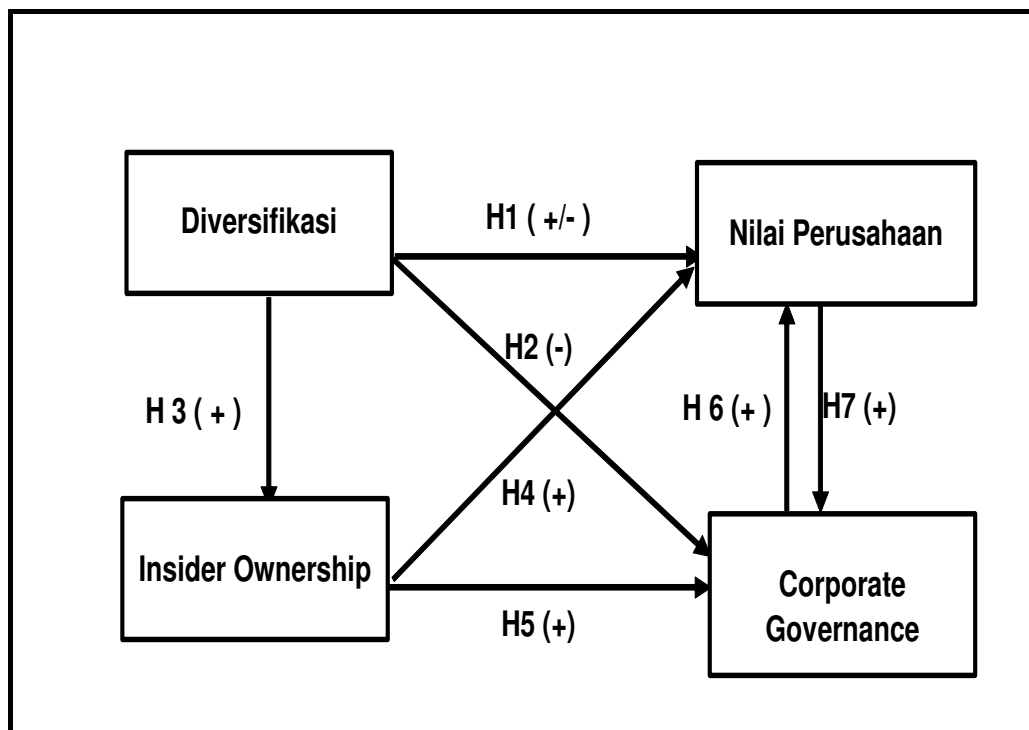 Diversifikasi
H1 ( +/- )
Nilai Perusahaan
H2 (-)
H 3 ( + )
H 6 (+ )
H7 (+)
H4 (+)
Insider Ownership
H5 (+)
Corporate
Governance